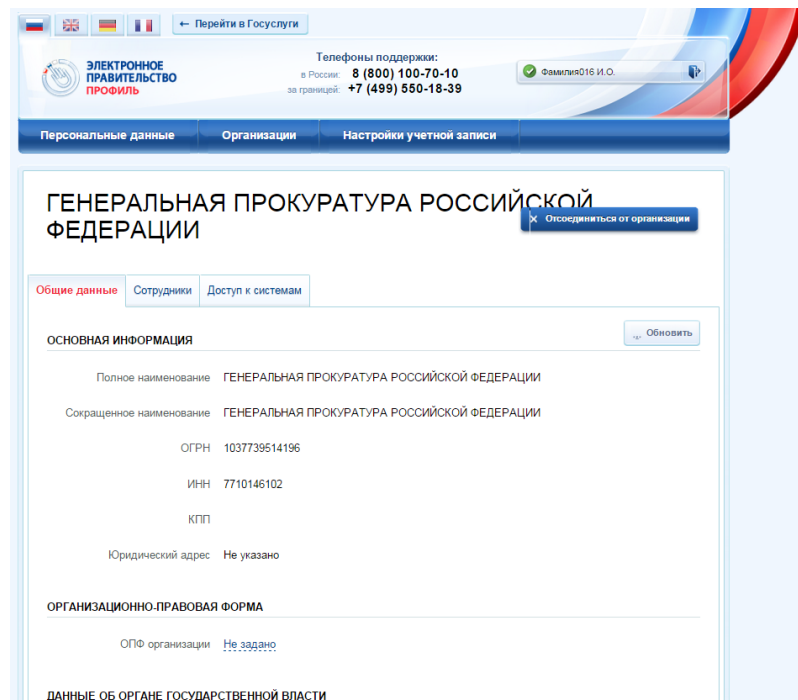 ← Перейти в Госуслуги
ЭЛЕКТРОННОЕ
ПРАВИТЕЛЬСТВО
ПРОФИЛЬ
Телефоны поддержки:
в России: 8 (800) 100-70-10
за границей: +7 (499) 550-18-39
Фамилия016 И.О.
Персональные данные Организации Настройки учетной записи
ГЕНЕРАЛЬНАЯ ПРОКУРАТУРА РОССИЙСКОЙ
ФЕДЕРАЦИИ
Отсоединиться от организации
Общие данные Сотрудники Доступ к системам
ОСНОВНАЯ ИНФОРМАЦИЯ
Обновить
Полное наименование ГЕНЕРАЛЬНАЯ ПРОКУРАТУРА РОССИЙСКОЙ ФЕДЕРАЦИИ
Сокращенное наименование ГЕНЕРАЛЬНАЯ ПРОКУРАТУРА РОССИЙСКОЙ ФЕДЕРАЦИИ
ОГРН 1037739514196
ИНН 7710146102
КПП
Юридический адрес Не указано
ОРГАНИЗАЦИОННО-ПРАВОВАЯ ФОРМА
ОПФ организации Не задано
ДАННЫЕ ОБ ОРГАНЕ ГОСУДАРСТВЕННОЙ ВЛАСТИ